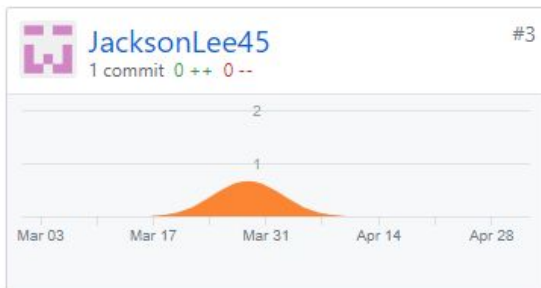 JacksonLee45
#3
1 commit 0 ++ 0 --
2
1
Mar 03 Mar 17 Mar 31 Apr 14 Apr 28